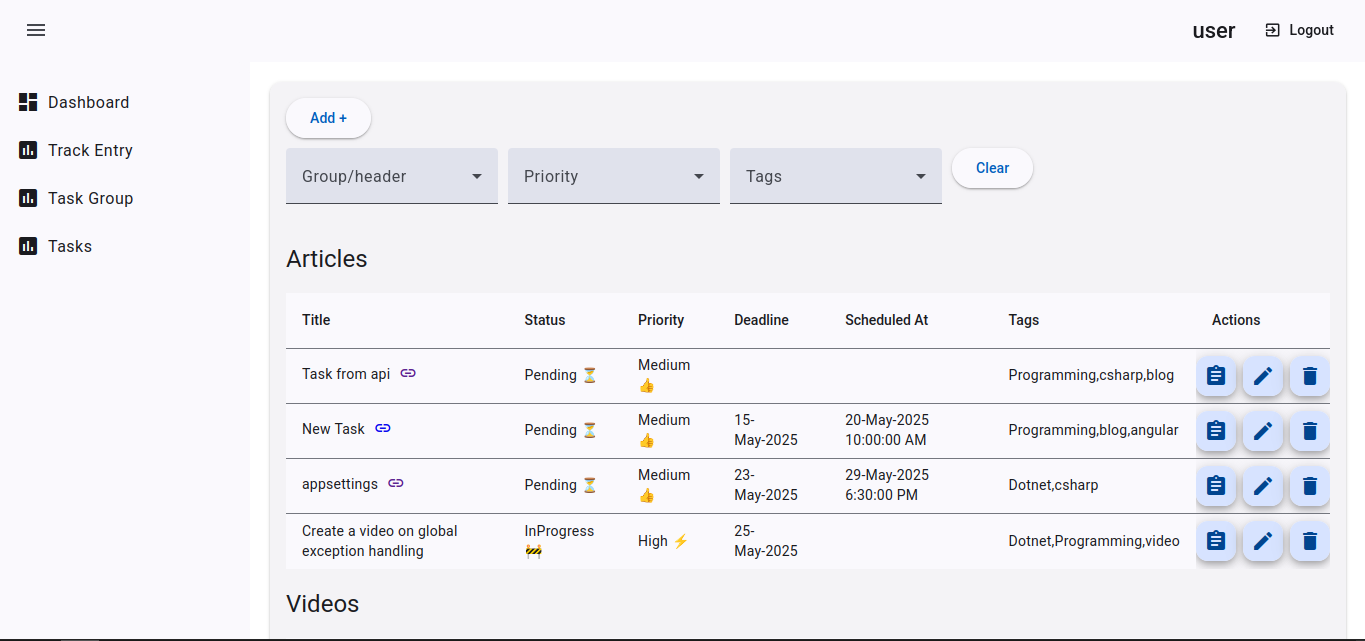 user
Logout
Dashboard
Track Entry
Task Group
Tasks
Add +
Group/header
Priority
Tags
Clear
Articles
Title Status Priority Deadline Scheduled At Tags Actions
Task from api Pending ⏳ Medium 👍 Programming,csharp,blog
New Task Pending ⏳ Medium 👍 15-May-2025 20-May-2025 10:00:00 AM Programming,blog,angular
appsettings Pending ⏳ Medium 👍 23-May-2025 29-May-2025 6:30:00 PM Dotnet,csharp
Create a video on global exception handling InProgress 🚧 High ⚡ 25-May-2025 Dotnet,Programming,video
Videos